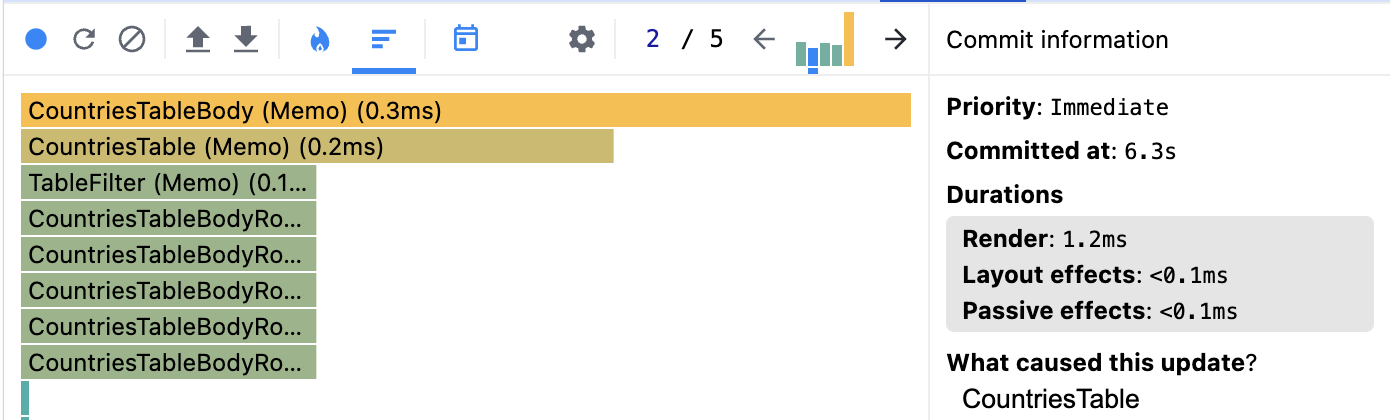 2 / 5
Commit information
CountriesTableBody (Memo) (0.3ms)
CountriesTable (Memo) (0.2ms)
TableFilter (Memo) (0.1...
CountriesTableBodyRo...
CountriesTableBodyRo...
CountriesTableBodyRo...
CountriesTableBodyRo...
CountriesTableBodyRo...
Priority: Immediate
Committed at: 6.3s
Durations
Render: 1.2ms
Layout effects: <0.1ms
Passive effects: <0.1ms
What caused this update?
CountriesTable